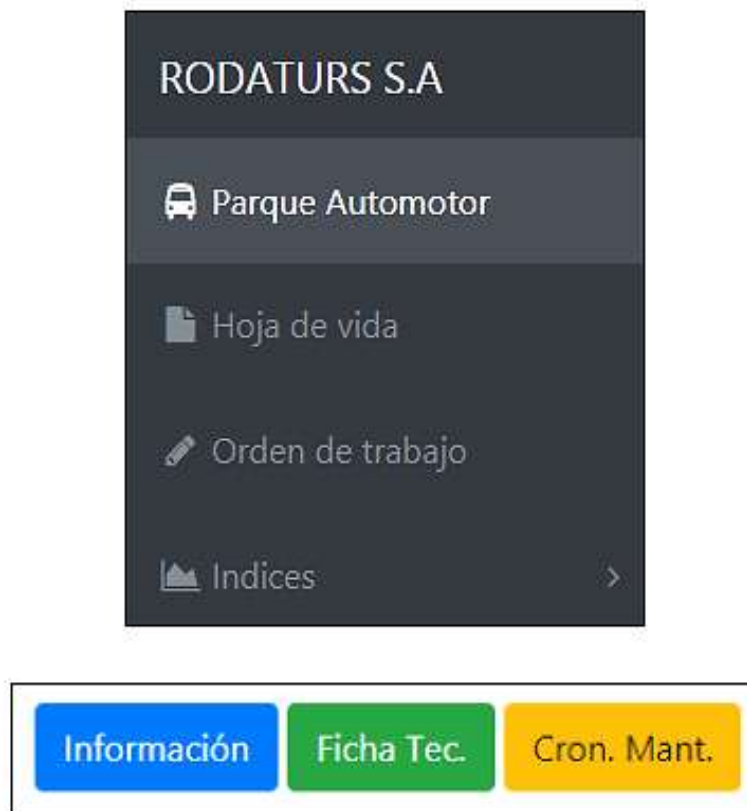 RODATURS S.A
Parque Automotor
Hoja de vida
Orden de trabajo
Indices
Información Ficha Tec. Cron. Mant.